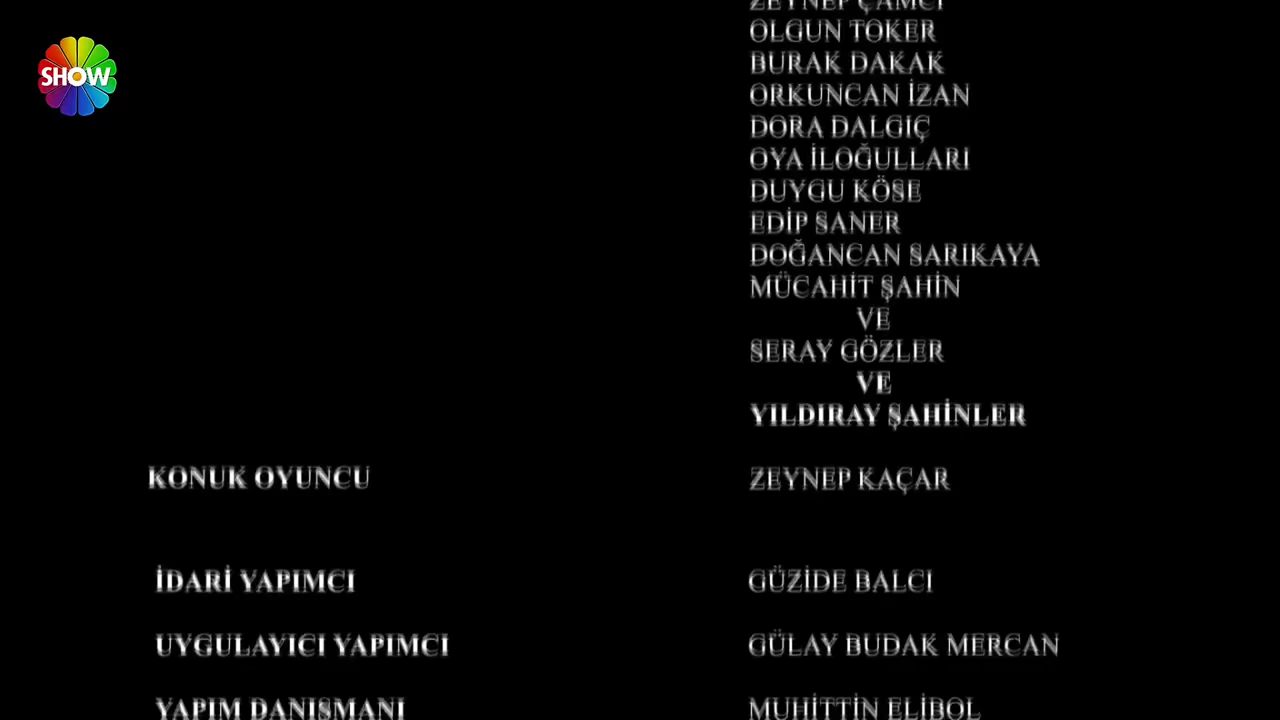 ZEYNEP ÇAMCI
SHOW
OLGUN TOKER
BURAK DAKAK
ORKUNCAN İZAN
DORA DALGIÇ
OYA İLOĞULLARI
DUYGU KÖSE
EDİP SANER
DOĞANCAN SARIKAYA
MÜCAHİT ŞAHİN
VE
SERAY GÖZLER
VE
YILDIRAY ŞAHİNLER
KONUK OYUNCU ZEYNEP KAÇAR
İDARİ YAPIMCI GÜZİDE BALCI
UYGULAYICI YAPIMCI GÜLAY BUDAK MERCAN
YAPIM DANIŞMANI MUHİTTİN ELİBOL